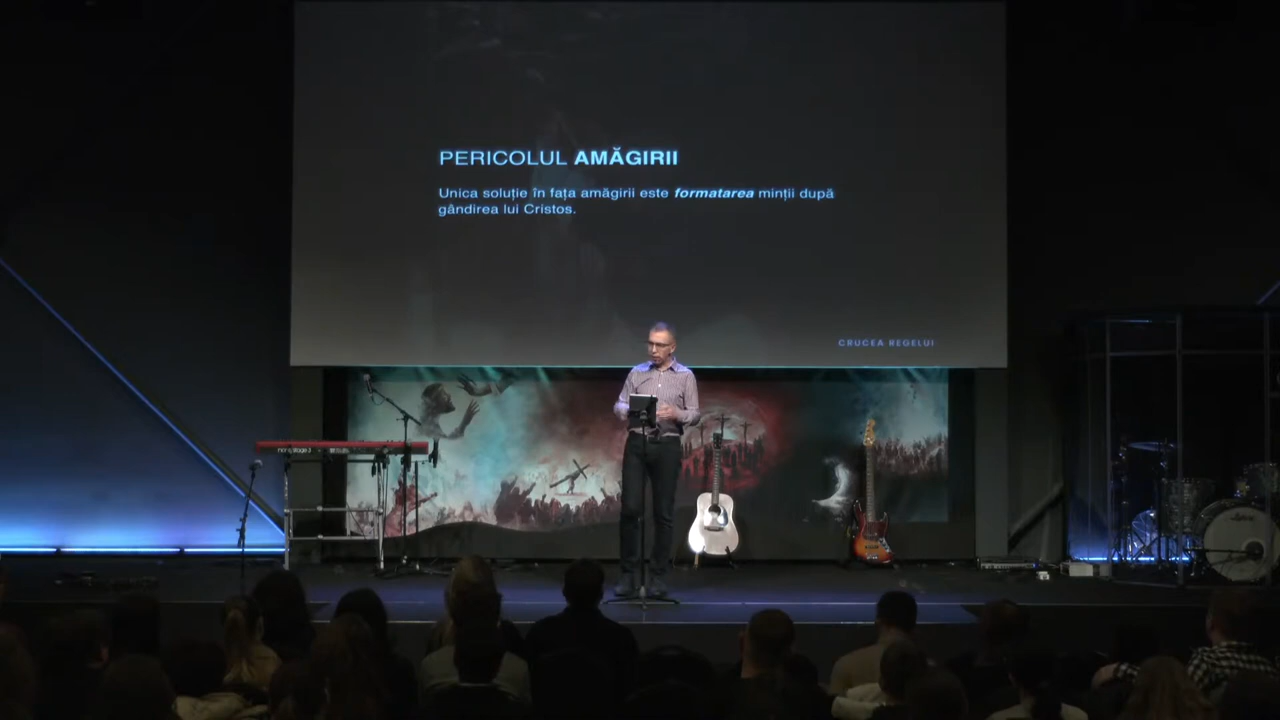 PERICOLUL AMĂGIRII
Unica soluție în fața amăgirii este formatarea minții după
gândirea lui Cristos.
CRUCEA REGELUI